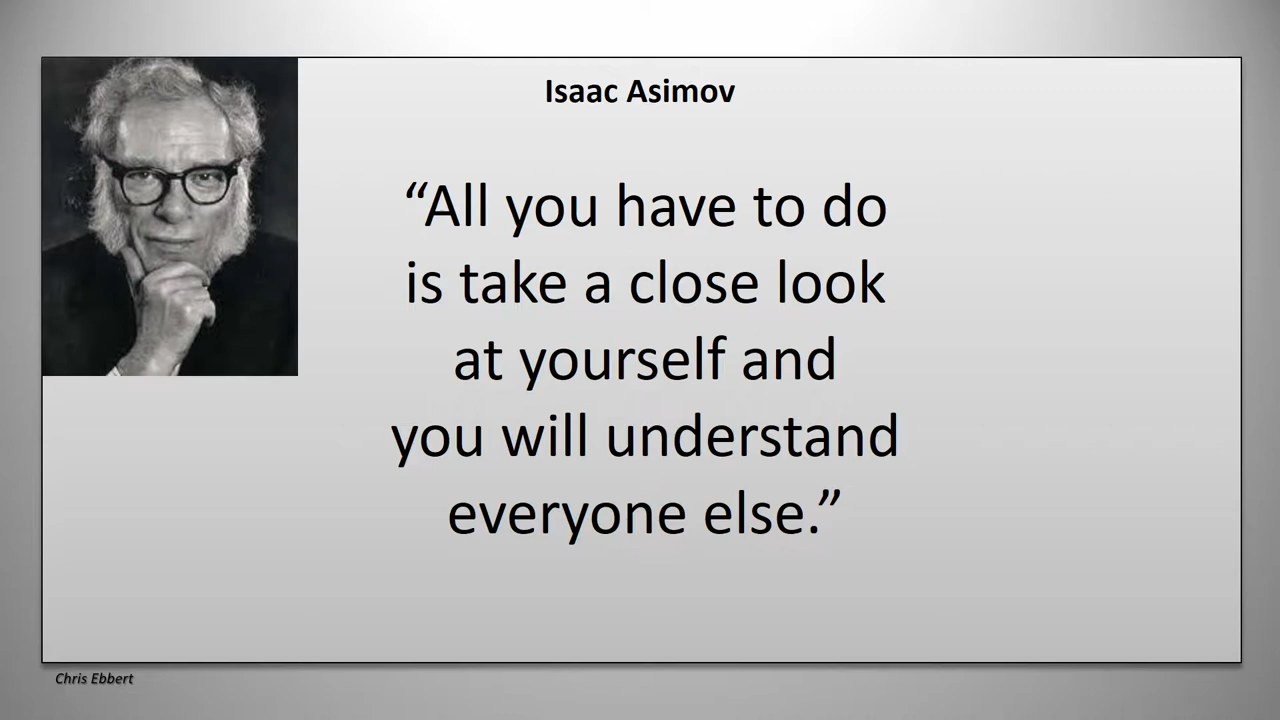 Isaac Asimov
“All you have to do
is take a close look
at yourself and
you will understand
everyone else.”
Chris Ebbert